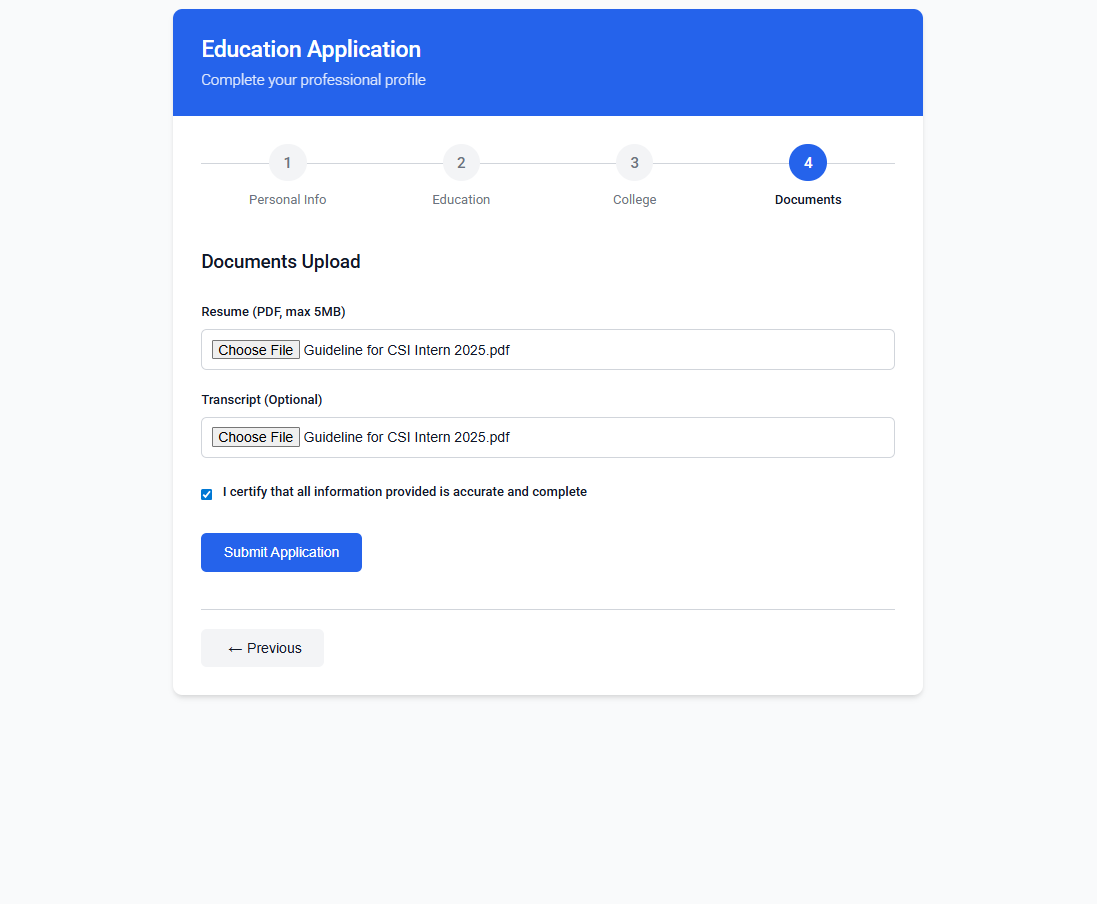 Education Application
Complete your professional profile
1 2 3 4
Personal Info Education College Documents
Documents Upload
Resume (PDF, max 5MB)
Choose File Guideline for CSI Intern 2025.pdf
Transcript (Optional)
Choose File Guideline for CSI Intern 2025.pdf
I certify that all information provided is accurate and complete
Submit Application
← Previous